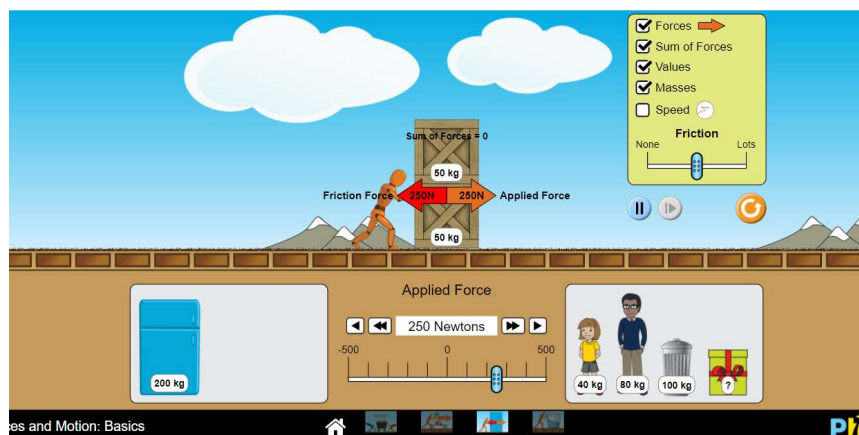 Forces
Sum of Forces
Values
Masses
Speed
Friction
None
Lots
Sum of Forces = 0
50 kg
Friction Force
250N
250N
Applied Force
50 kg
Applied Force
250 Newtons
-500
0
500
200 kg
40 kg
80 kg
100 kg
?
ces and Motion: Basics